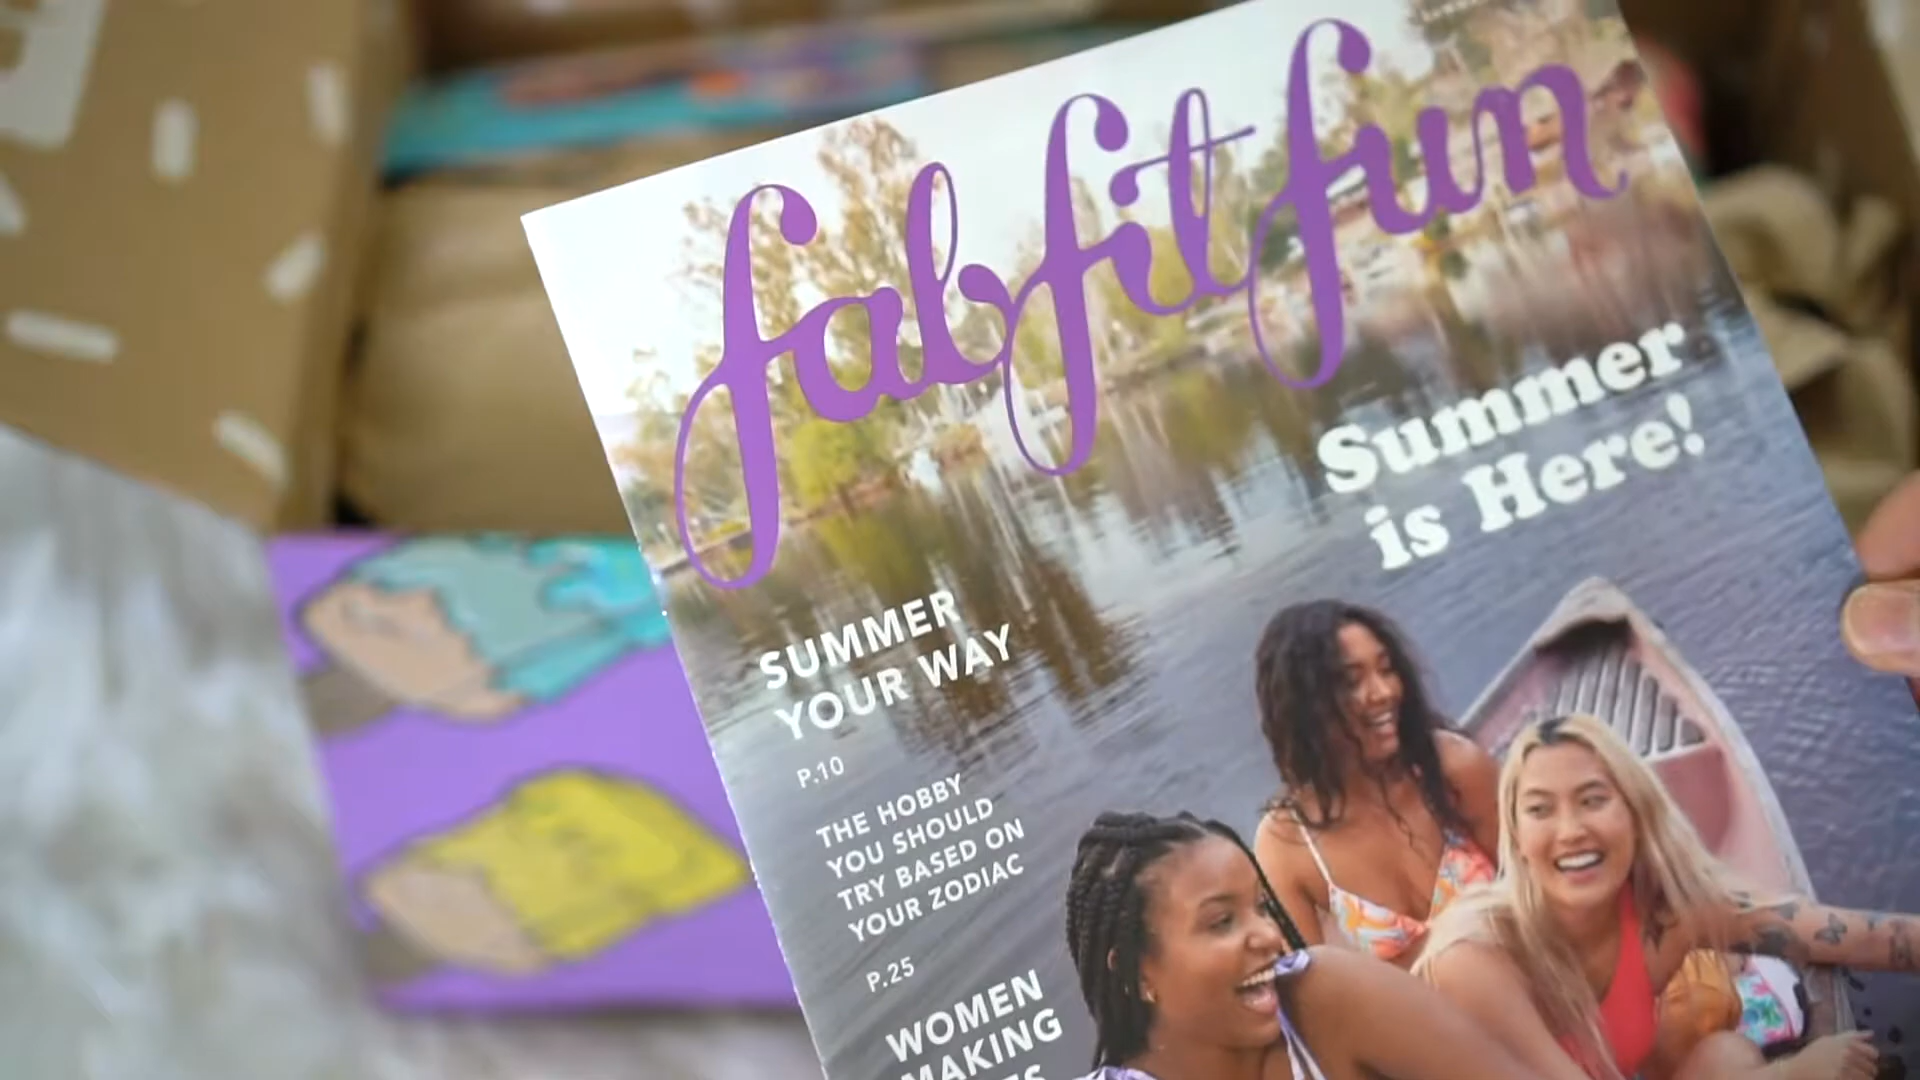 fabfitfun
Summer
is Here!
SUMMER
YOUR WAY
P.10
THE HOBBY
YOU SHOULD
TRY BASED ON
YOUR ZODIAC
P.25
WOMEN
MAKING